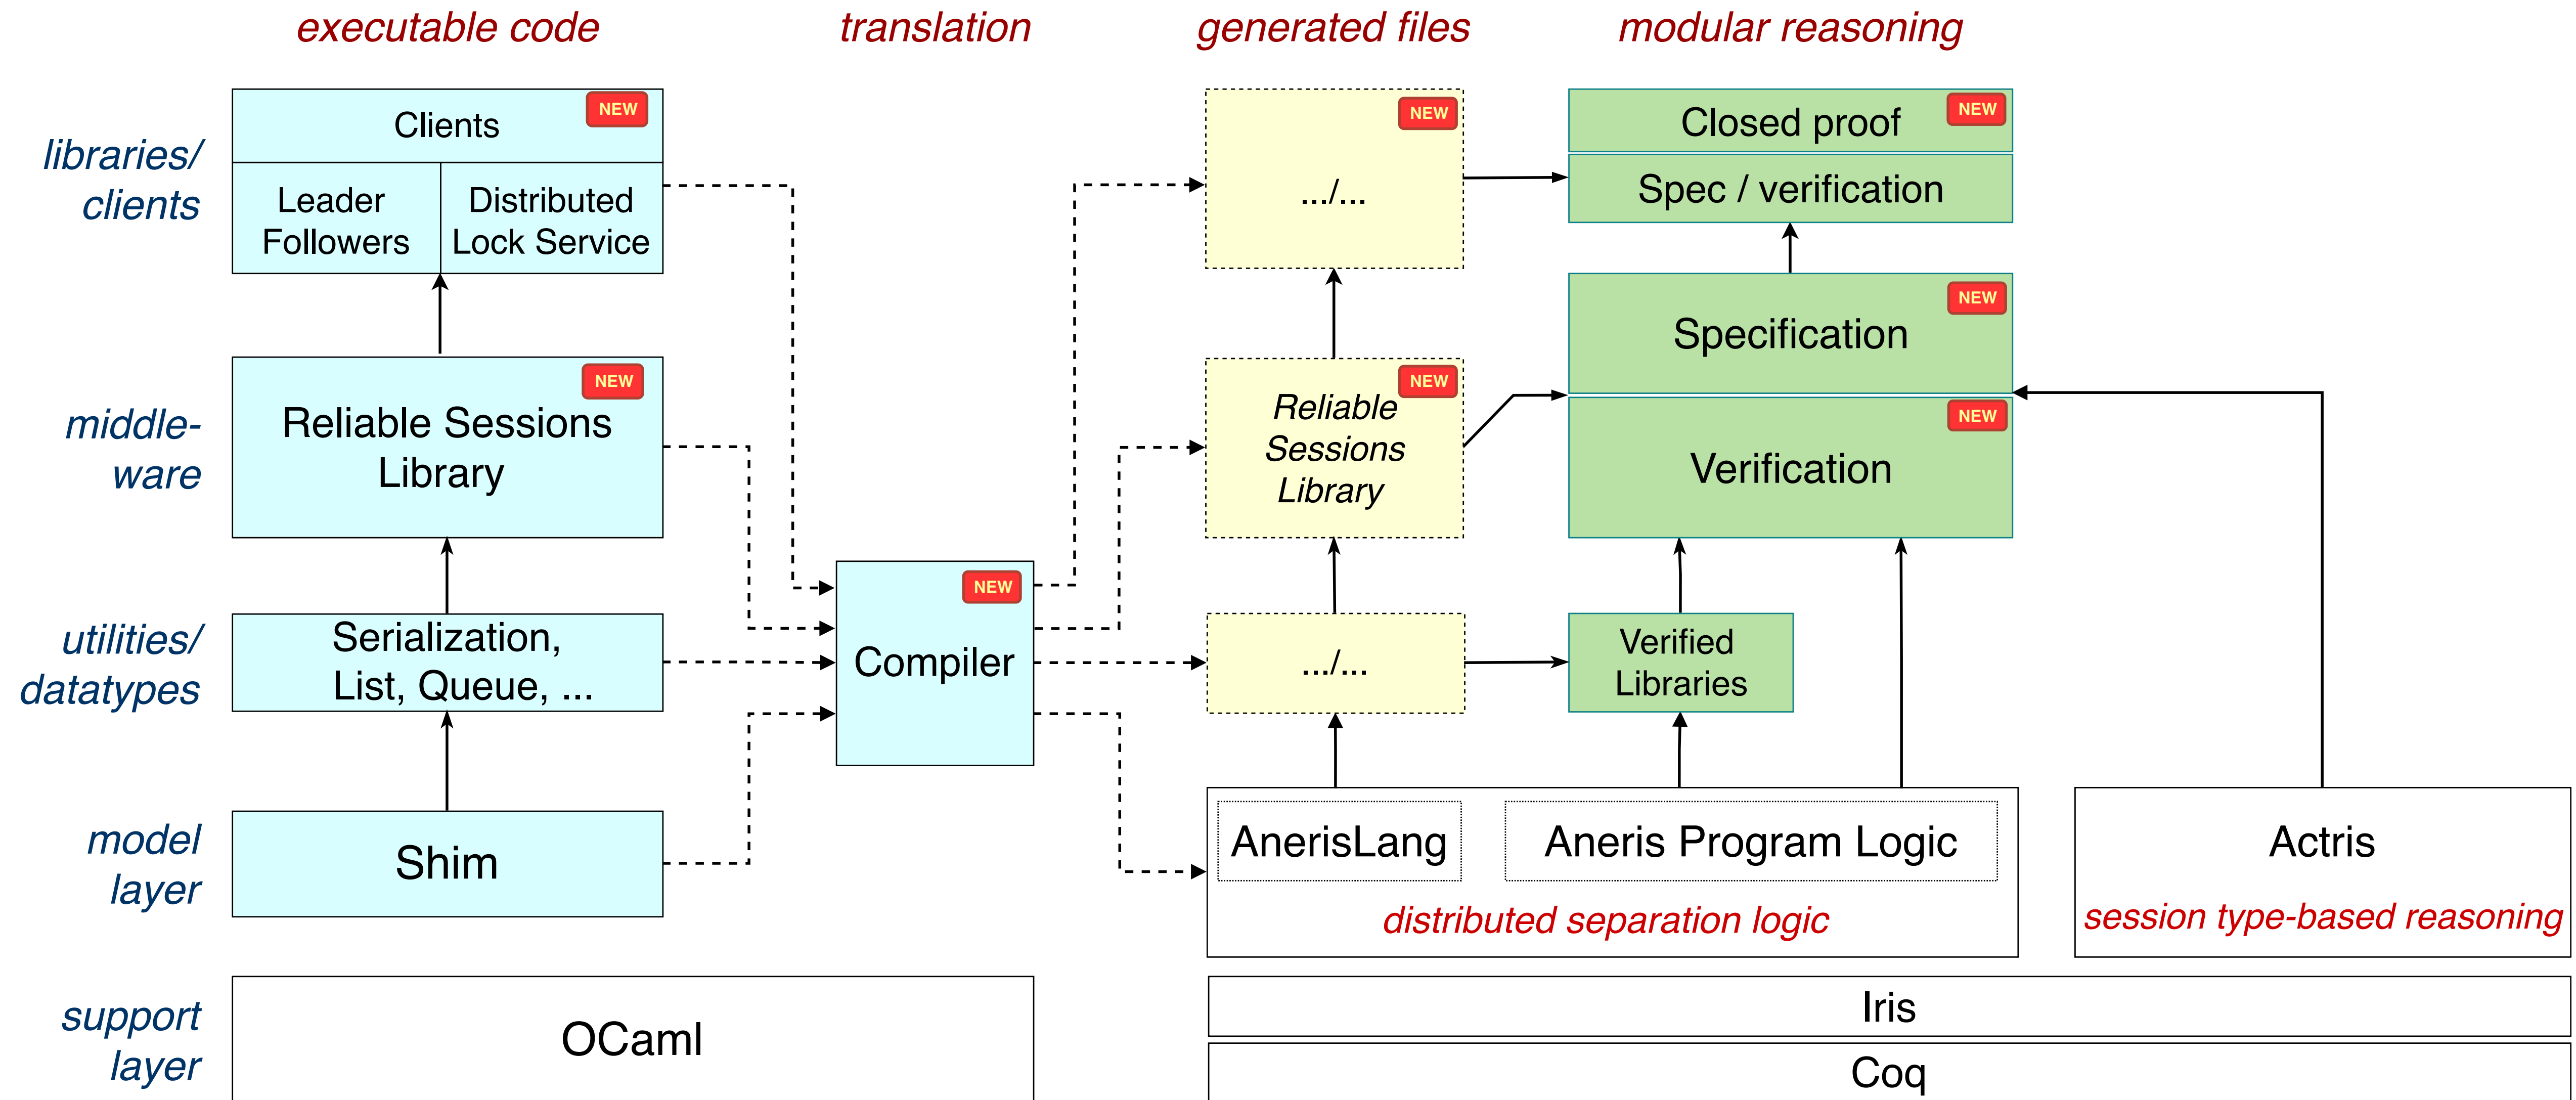 executable code
translation
generated files
modular reasoning
libraries/
clients
Clients
NEW
Leader
Followers
Distributed
Lock Service
NEW
.../...
Closed proof
NEW
Spec / verification
middle-
ware
Reliable Sessions
Library
NEW
Reliable
Sessions
Library
NEW
Specification
NEW
Verification
NEW
utilities/
datatypes
Serialization,
List, Queue, ...
Compiler
NEW
.../...
Verified
Libraries
model
layer
Shim
AnerisLang
Aneris Program Logic
distributed separation logic
Actris
session type-based reasoning
support
layer
OCaml
Iris
Coq